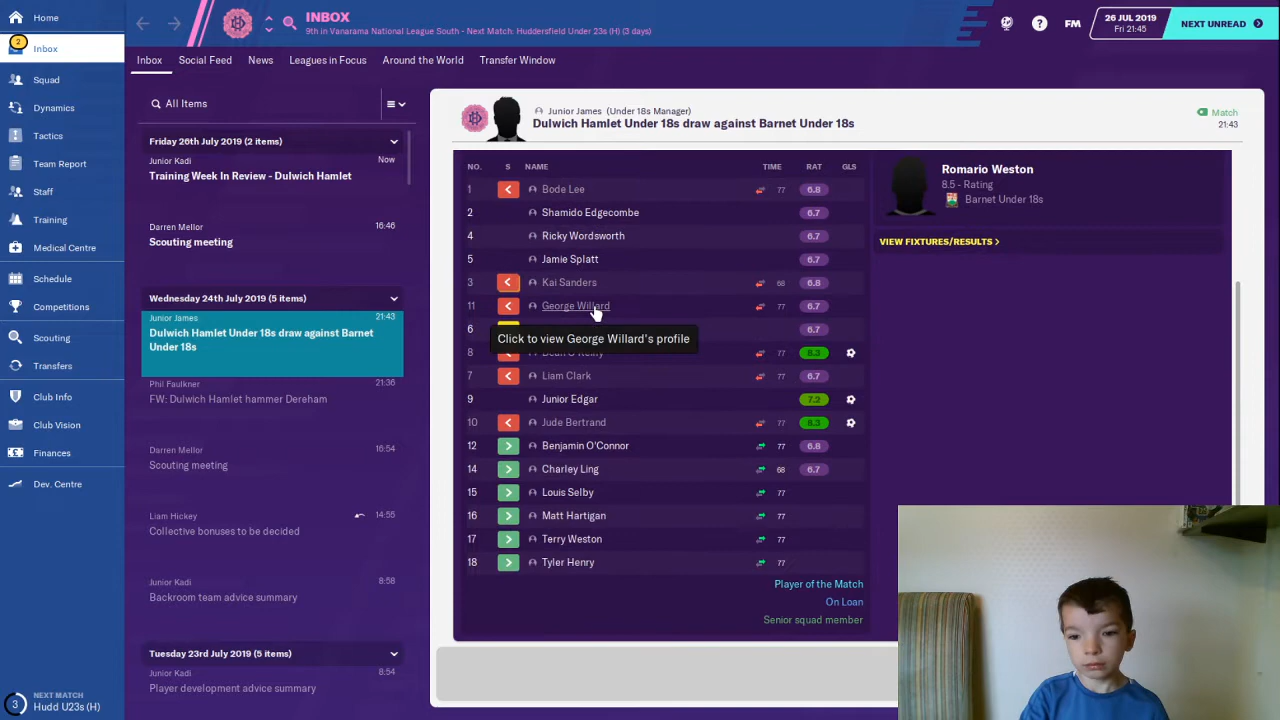 Home
INBOX
9th in Vanarama National League South - Next Match: Huddersfield Under 23s (H) (3 days)
?
FM
26 JUL 2019
Fri 21:45
NEXT UNREAD
2
Inbox
Squad
Dynamics
Tactics
Team Report
Staff
Training
Medical Centre
Schedule
Competitions
Scouting
Transfers
Club Info
Club Vision
Finances
Dev. Centre
3
NEXT MATCH
Hudd U23s (H)
Inbox Social Feed News Leagues in Focus Around the World Transfer Window
All Items
Friday 26th July 2019 (2 items)
Junior Kadi Now
Training Week In Review - Dulwich Hamlet
Darren Mellor 16:46
Scouting meeting
Wednesday 24th July 2019 (5 items)
Junior James 21:43
Dulwich Hamlet Under 18s draw against Barnet
Under 18s
Phil Faulkner 21:36
FW: Dulwich Hamlet hammer Dereham
Darren Mellor 16:54
Scouting meeting
Liam Hickey 14:55
Collective bonuses to be decided
Junior Kadi 8:58
Backroom team advice summary
Tuesday 23rd July 2019 (5 items)
Junior Kadi 8:54
Player development advice summary
Junior James (Under 18s Manager)
Dulwich Hamlet Under 18s draw against Barnet Under 18s
Match
21:43
NO. S NAME TIME RAT GLS
1 Bode Lee 77 6.8
2 Shamido Edgecombe 6.7
4 Ricky Wordsworth 6.7
5 Jamie Splatt 6.7
3 Kai Sanders 68 6.8
11 George Willard 77 6.7
6 6.7
Click to view George Willard's profile
8 77 8.3
7 Liam Clark 77 6.7
9 Junior Edgar 7.2
10 Jude Bertrand 77 8.3
12 Benjamin O'Connor 77 6.8
14 Charley Ling 68 6.7
15 Louis Selby 77
16 Matt Hartigan 77
17 Terry Weston 77
18 Tyler Henry 77
Player of the Match
On Loan
Senior squad member
Romario Weston
8.5 - Rating
Barnet Under 18s
VIEW FIXTURES/RESULTS >